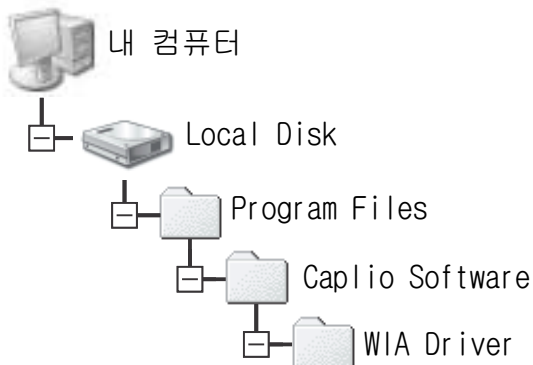 내 컴퓨터
Local Disk
Program Files
Caplio Software
WIA Driver